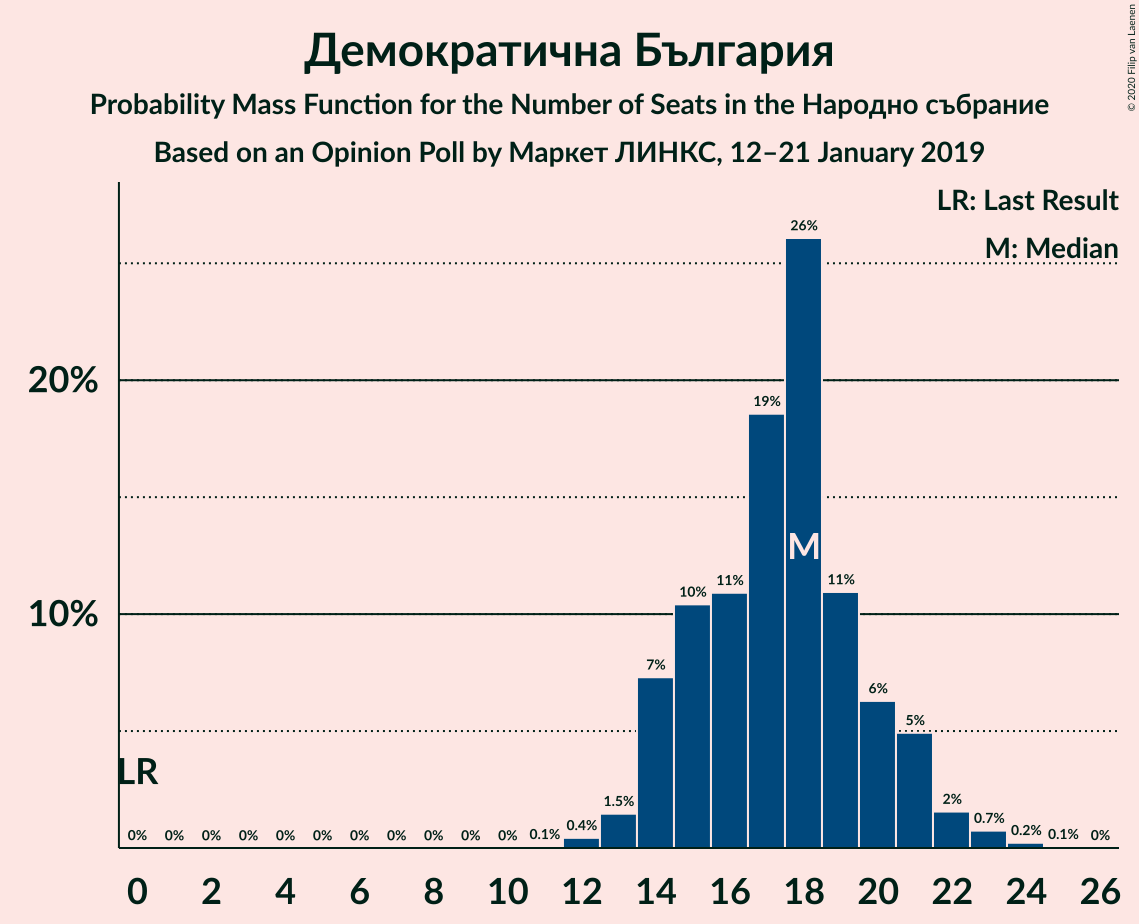 Демократична България
Probability Mass Function for the Number of Seats in the Народно събрание
Based on an Opinion Poll by Маркет ЛИНКС, 12–21 January 2019
© 2020 Filip van Laenen
LR: Last Result
M: Median
26%
20%
19%
M
11%
11%
10%
10%
7%
6%
5%
LR
2%
1.5%
0% 0% 0% 0% 0% 0% 0% 0% 0% 0% 0% 0.1% 0.4% 0.7% 0.2% 0.1% 0%
0 2 4 6 8 10 12 14 16 18 20 22 24 26